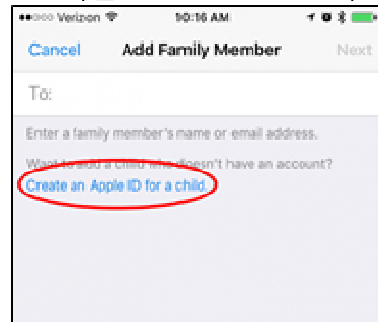 Verizon 10:16 AM
Cancel Add Family Member Next
To:
Enter a family member's name or email address.
Want to add a child who doesn't have an account?
Create an Apple ID for a child.